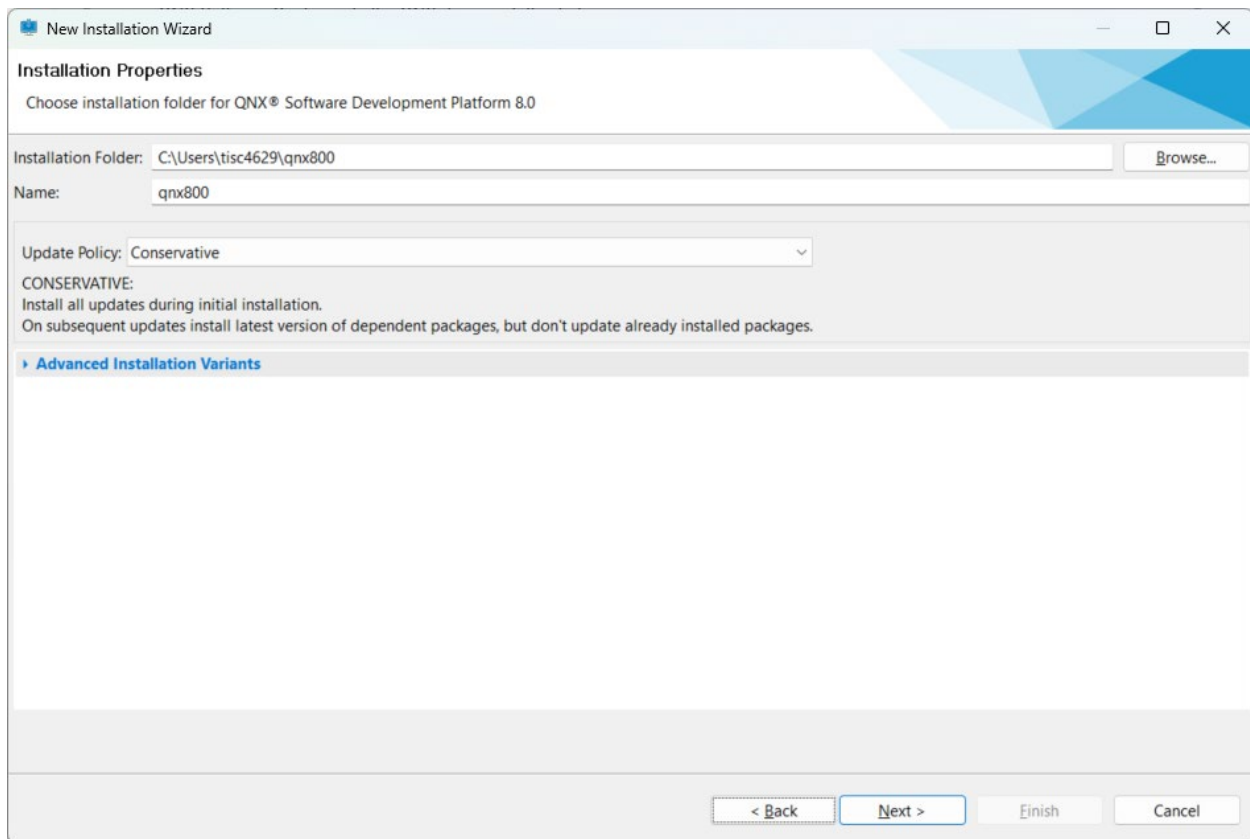 New Installation Wizard
Installation Properties
Choose installation folder for QNX® Software Development Platform 8.0
Installation Folder: C:\Users\tisc4629\qnx800 Browse...
Name: qnx800
Update Policy: Conservative
CONSERVATIVE:
Install all updates during initial installation.
On subsequent updates install latest version of dependent packages, but don't update already installed packages.
Advanced Installation Variants
< Back Next > Finish Cancel